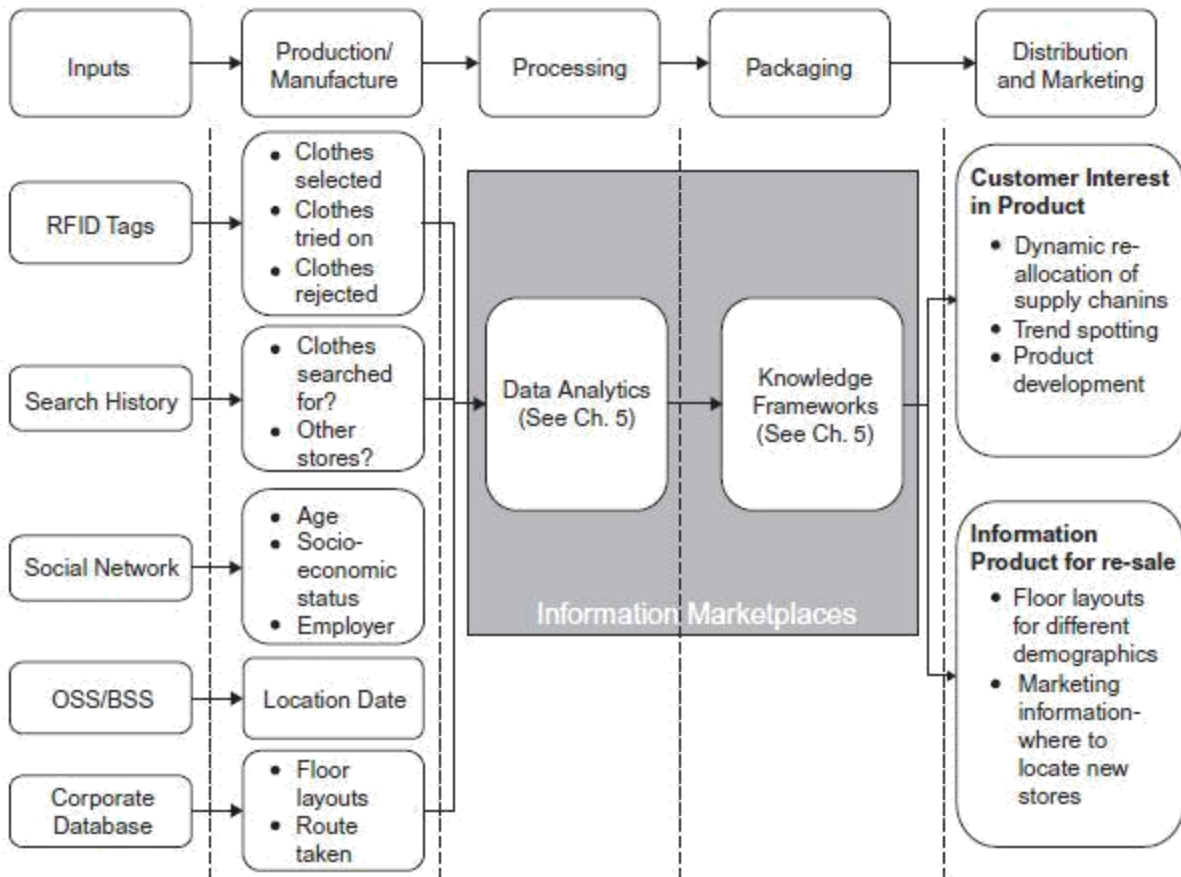 Inputs
Production/
Manufacture
Processing
Packaging
Distribution
and Marketing
RFID Tags
• Clothes
selected
• Clothes
tried on
• Clothes
rejected
Search History
• Clothes
searched
for?
• Other
stores?
Social Network
• Age
• Socio-
economic
status
• Employer
OSS/BSS
Location Date
Corporate
Database
• Floor
layouts
• Route
taken
Data Analytics
(See Ch. 5)
Knowledge
Frameworks
(See Ch. 5)
Information Marketplaces
Customer Interest
in Product
• Dynamic re-
allocation of
supply chanins
• Trend spotting
• Product
development
Information
Product for re-sale
• Floor layouts
for different
demographics
• Marketing
information-
where to
locate new
stores